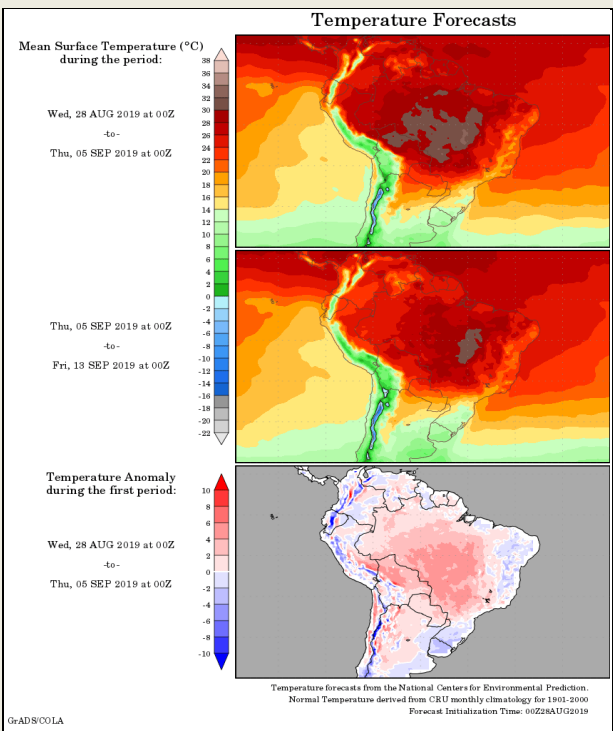 Temperature Forecasts
Mean Surface Temperature (°C)
during the period:
Wed, 28 AUG 2019 at 00Z
-to-
Thu, 05 SEP 2019 at 00Z
38
36
34
32
30
28
26
24
22
20
18
16
14
12
10
8
6
4
2
0
-2
-4
-6
-8
-10
-12
-14
-16
-18
-20
-22
Thu, 05 SEP 2019 at 00Z
-to-
Fri, 13 SEP 2019 at 00Z
Temperature Anomaly
during the first period:
Wed, 28 AUG 2019 at 00Z
-to-
Thu, 05 SEP 2019 at 00Z
10
8
6
4
2
0
-2
-4
-6
-8
-10
Temperature forecasts from the National Centers for Environmental Prediction.
Normal Temperature derived from CRU monthly climatology for 1901-2000
Forecast Initialization Time: 00Z28AUG2019
GrADS/COLA